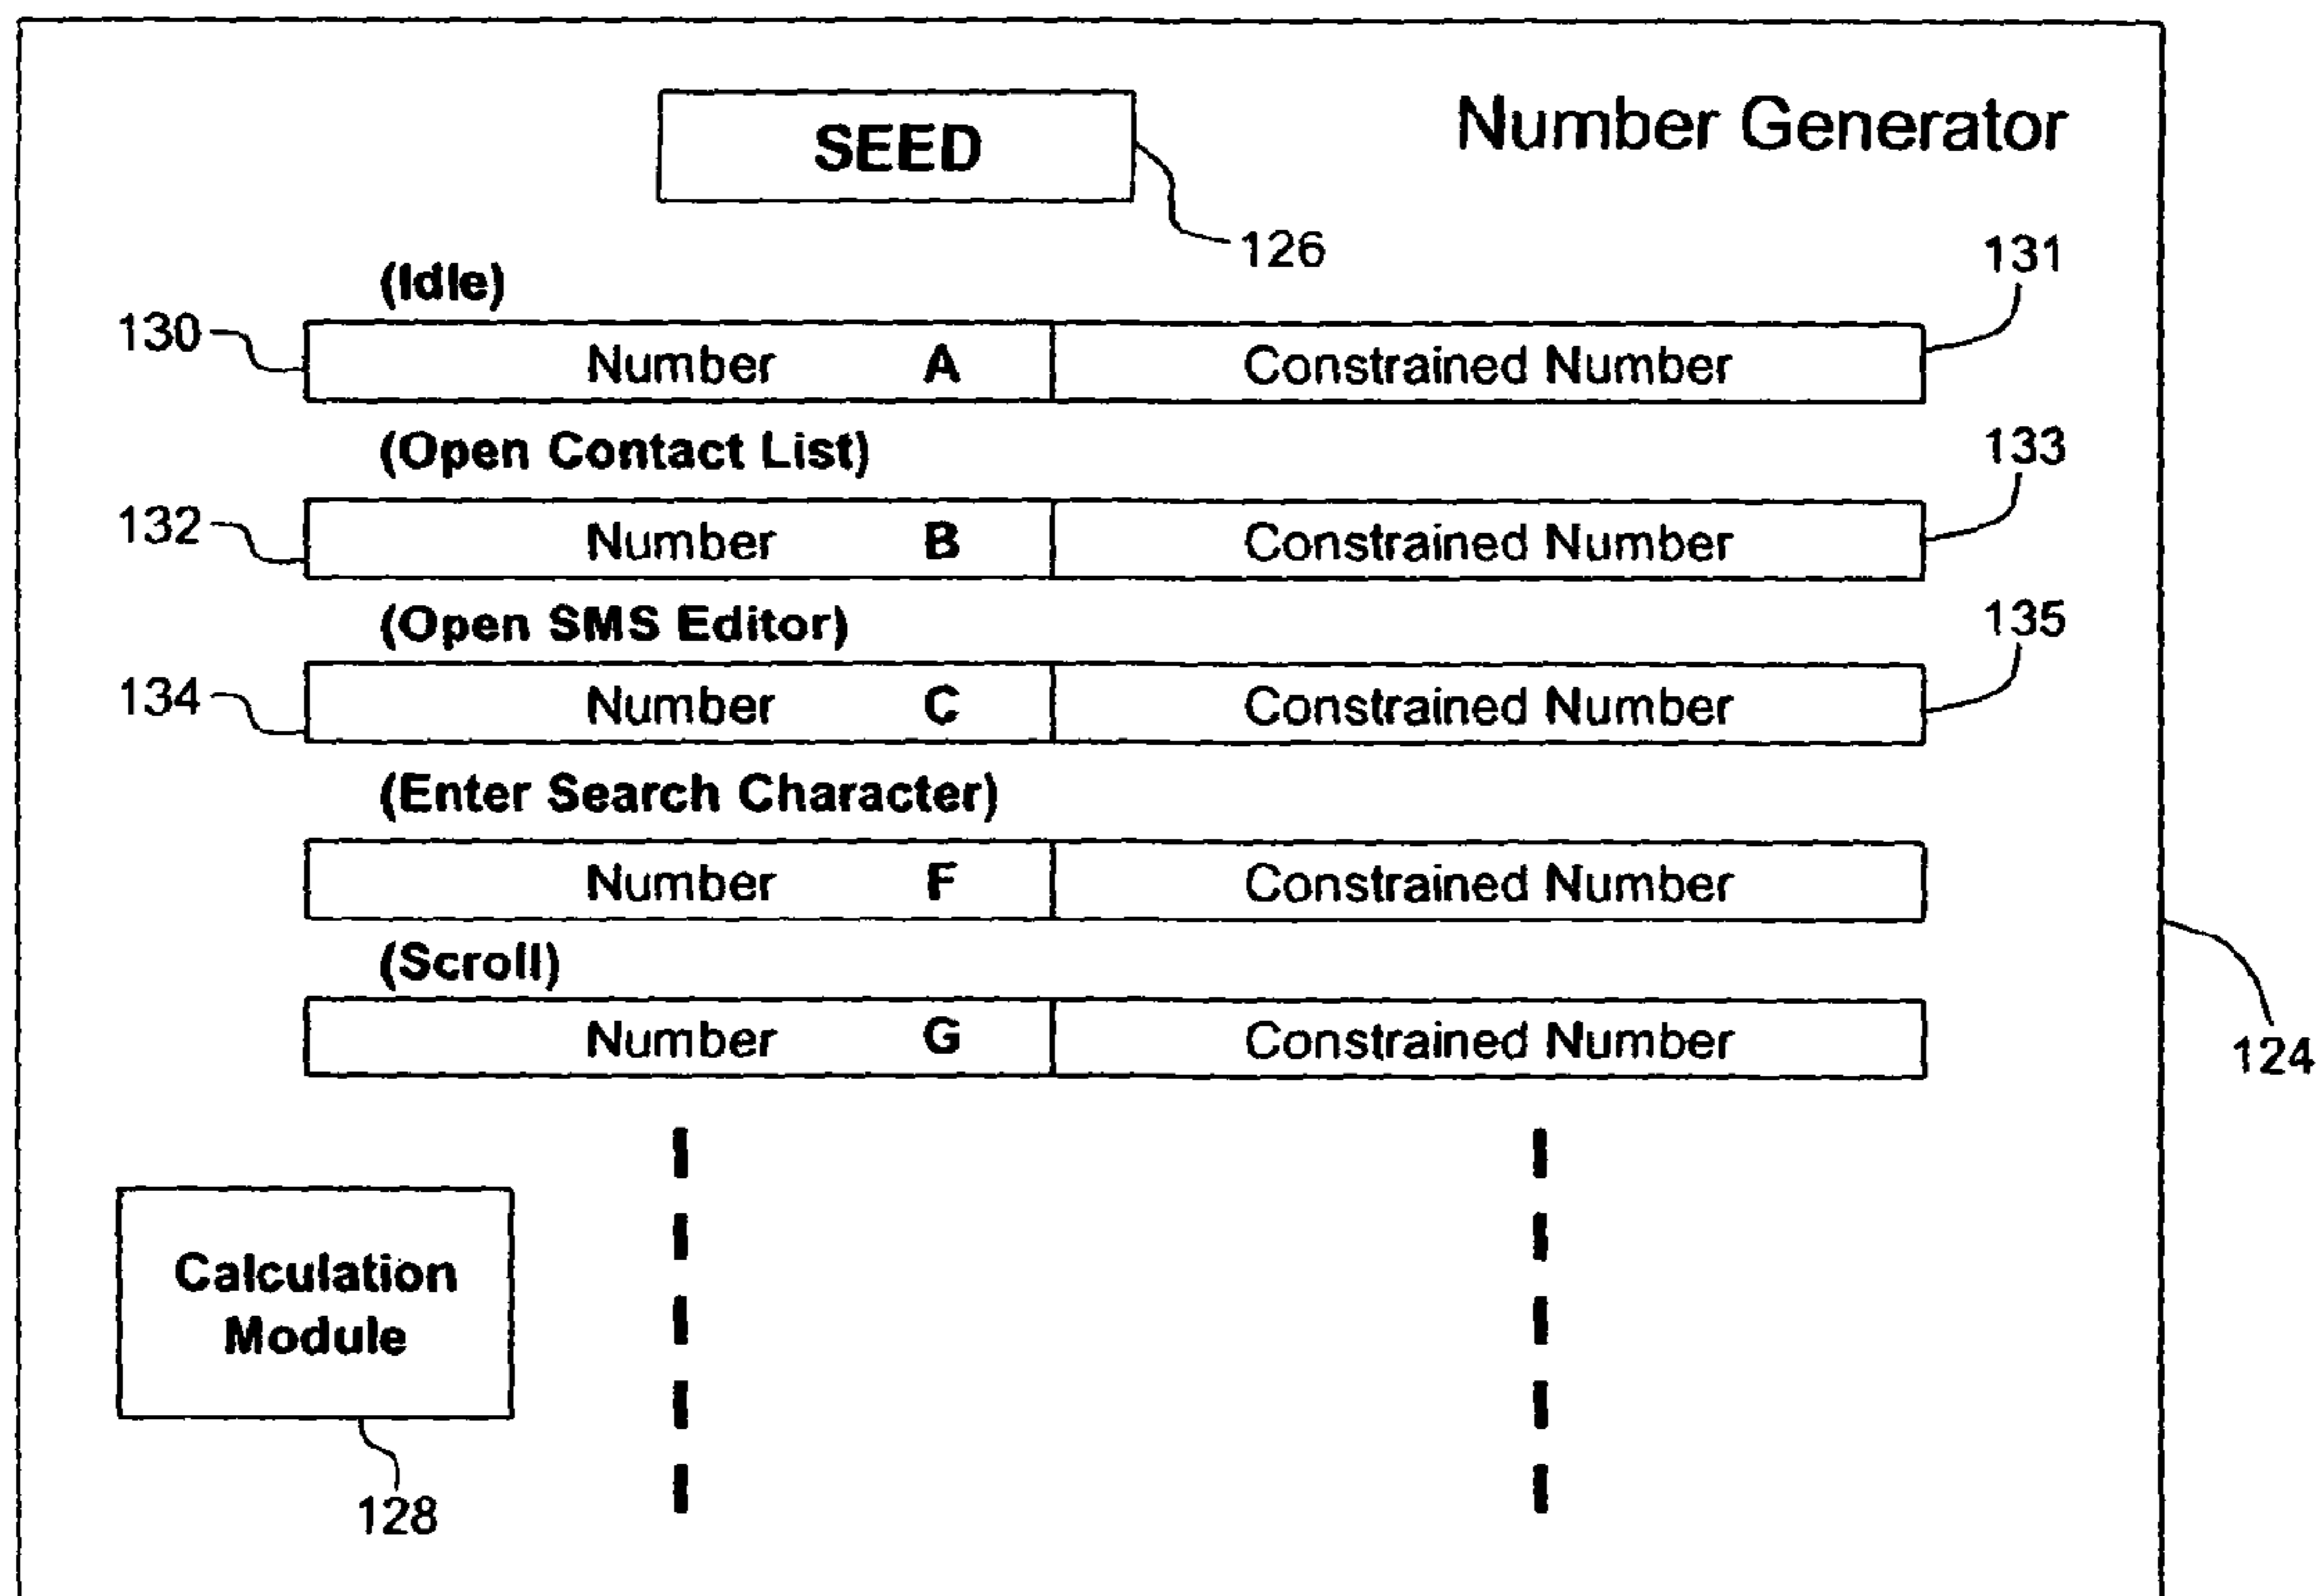 Number Generator
SEED
126
(Idle)
131
130
Number A
Constrained Number
(Open Contact List)
133
132
Number B
Constrained Number
(Open SMS Editor)
135
134
Number C
Constrained Number
(Enter Search Character)
Number F
Constrained Number
(Scroll)
Number G
Constrained Number
124
Calculation
Module
128